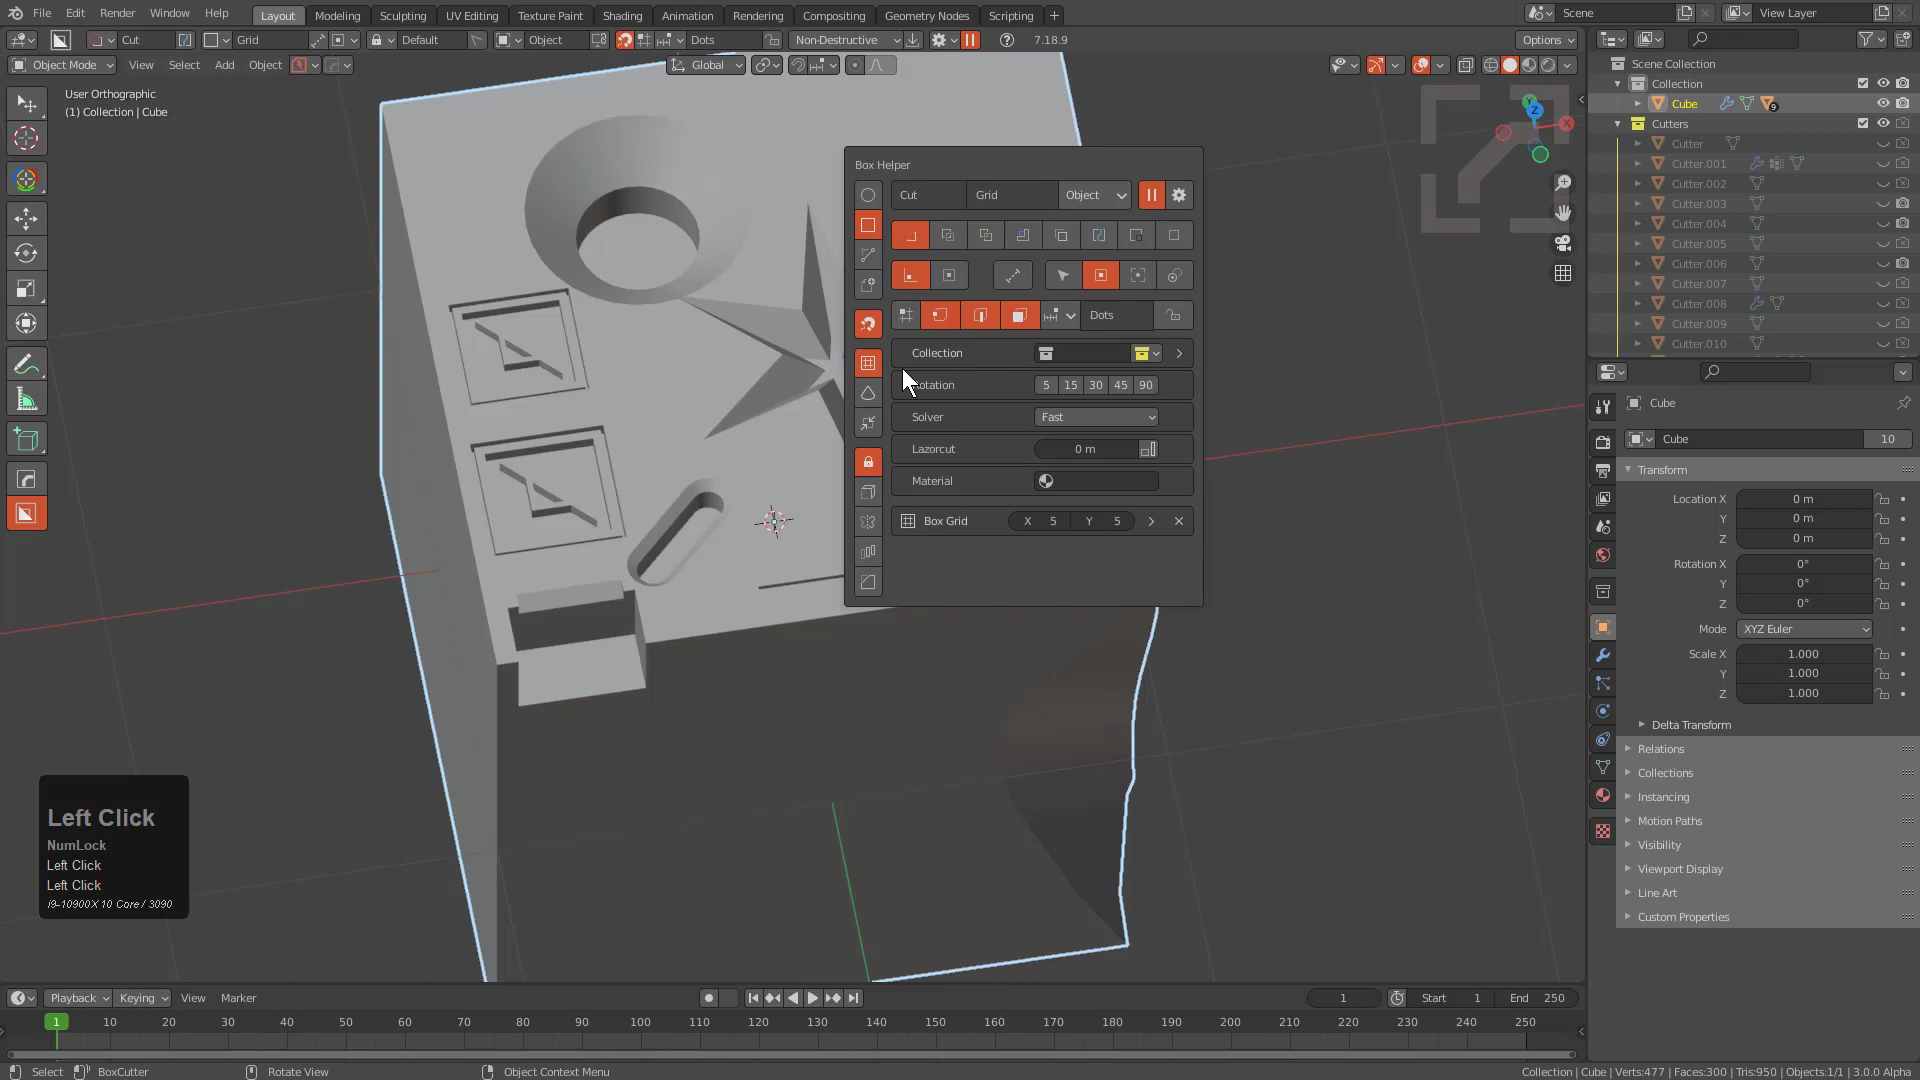 File Edit Render Window Help Layout Modeling Sculpting UV Editing Texture Paint Shading Animation Rendering Compositing Geometry Nodes Scripting + Scene View Layer
Cut Grid Default Object Dots Non-Destructive 7.18.9 Options
Object Mode View Select Add Object Global
User Orthographic
(1) Collection | Cube
Z
X
Scene Collection
Collection
Cube 9
Cutters
Cutter
Cutter.001
Cutter.002
Cutter.003
Cutter.004
Cutter.005
Cutter.006
Cutter.007
Cutter.008
Cutter.009
Cutter.010
Box Helper
Cut Grid Object
Dots
Collection
otation 5 15 30 45 90
Solver Fast
Lazorcut 0 m
Material
Box Grid X 5 Y 5
Cube
Cube 10
Transform
Location X 0 m
Y 0 m
Z 0 m
Rotation X 0°
Y 0°
Z 0°
Mode XYZ Euler
Scale X 1.000
Y 1.000
Z 1.000
Delta Transform
Relations
Collections
Instancing
Motion Paths
Visibility
Viewport Display
Line Art
Custom Properties
Left Click
NumLock
Left Click
Left Click
i9-10900X 10 Core / 3090
Playback Keying View Marker 1 Start 1 End 250
1 10 20 30 40 50 60 70 80 90 100 110 120 130 140 150 160 170 180 190 200 210 220 230 240 250
Select BoxCutter Rotate View Object Context Menu Collection | Cube | Verts:477 | Faces:300 | Tris:950 | Objects:1/1 | 3.0.0 Alpha